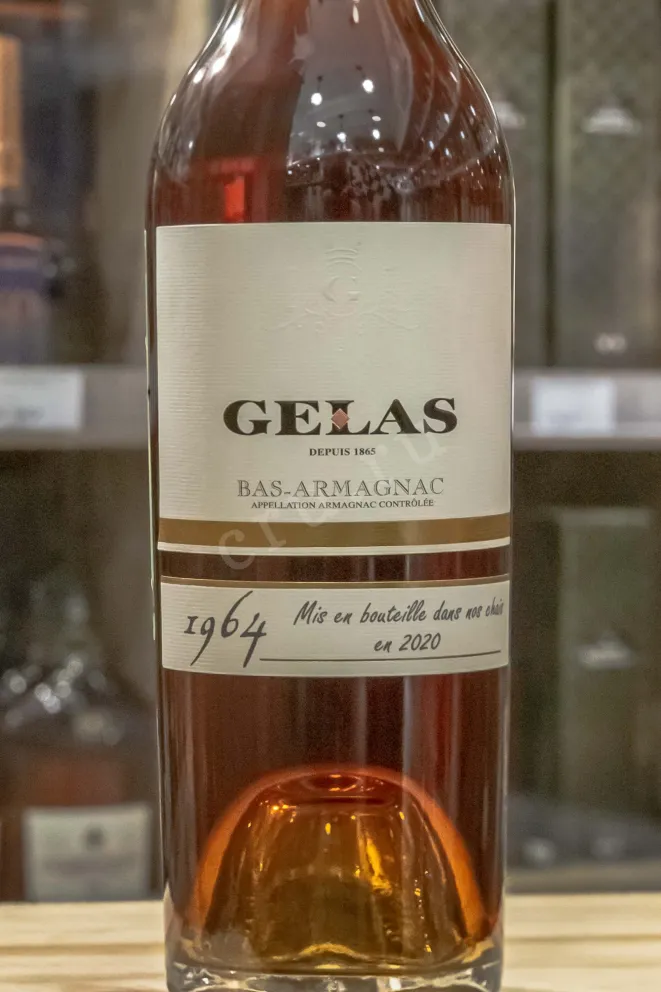 G
GELAS
DEPUIS 1865
BAS-ARMAGNAC
APPELLATION ARMAGNAC CONTRÔLÉE
1964
Mis en bouteille dans nos chais
en 2020